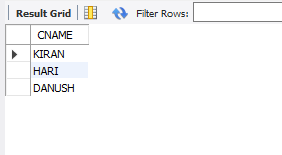 Result Grid Filter Rows:
CNAME
KIRAN
HARI
DANUSH